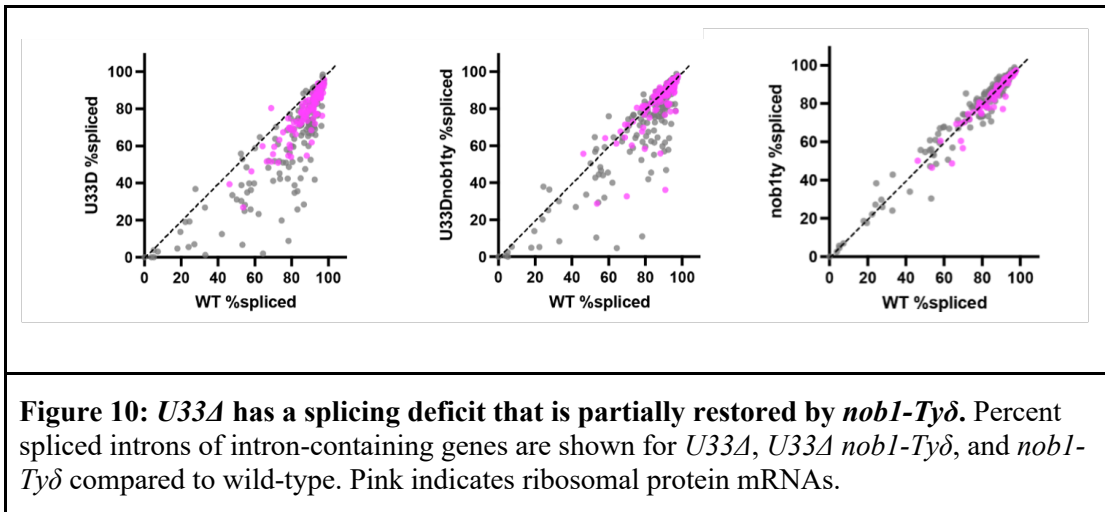 100
80
60
40
20
0
U33D %spliced
0 20 40 60 80 100
WT %spliced
100
80
60
40
20
0
U33Dnob1ty %spliced
0 20 40 60 80 100
WT %spliced
100
80
60
40
20
0
nob1ty %spliced
0 20 40 60 80 100
WT %spliced
Figure 10: U33Δ has a splicing deficit that is partially restored by nob1-Tyδ. Percent
spliced introns of intron-containing genes are shown for U33Δ, U33Δ nob1-Tyδ, and nob1-
Tyδ compared to wild-type. Pink indicates ribosomal protein mRNAs.